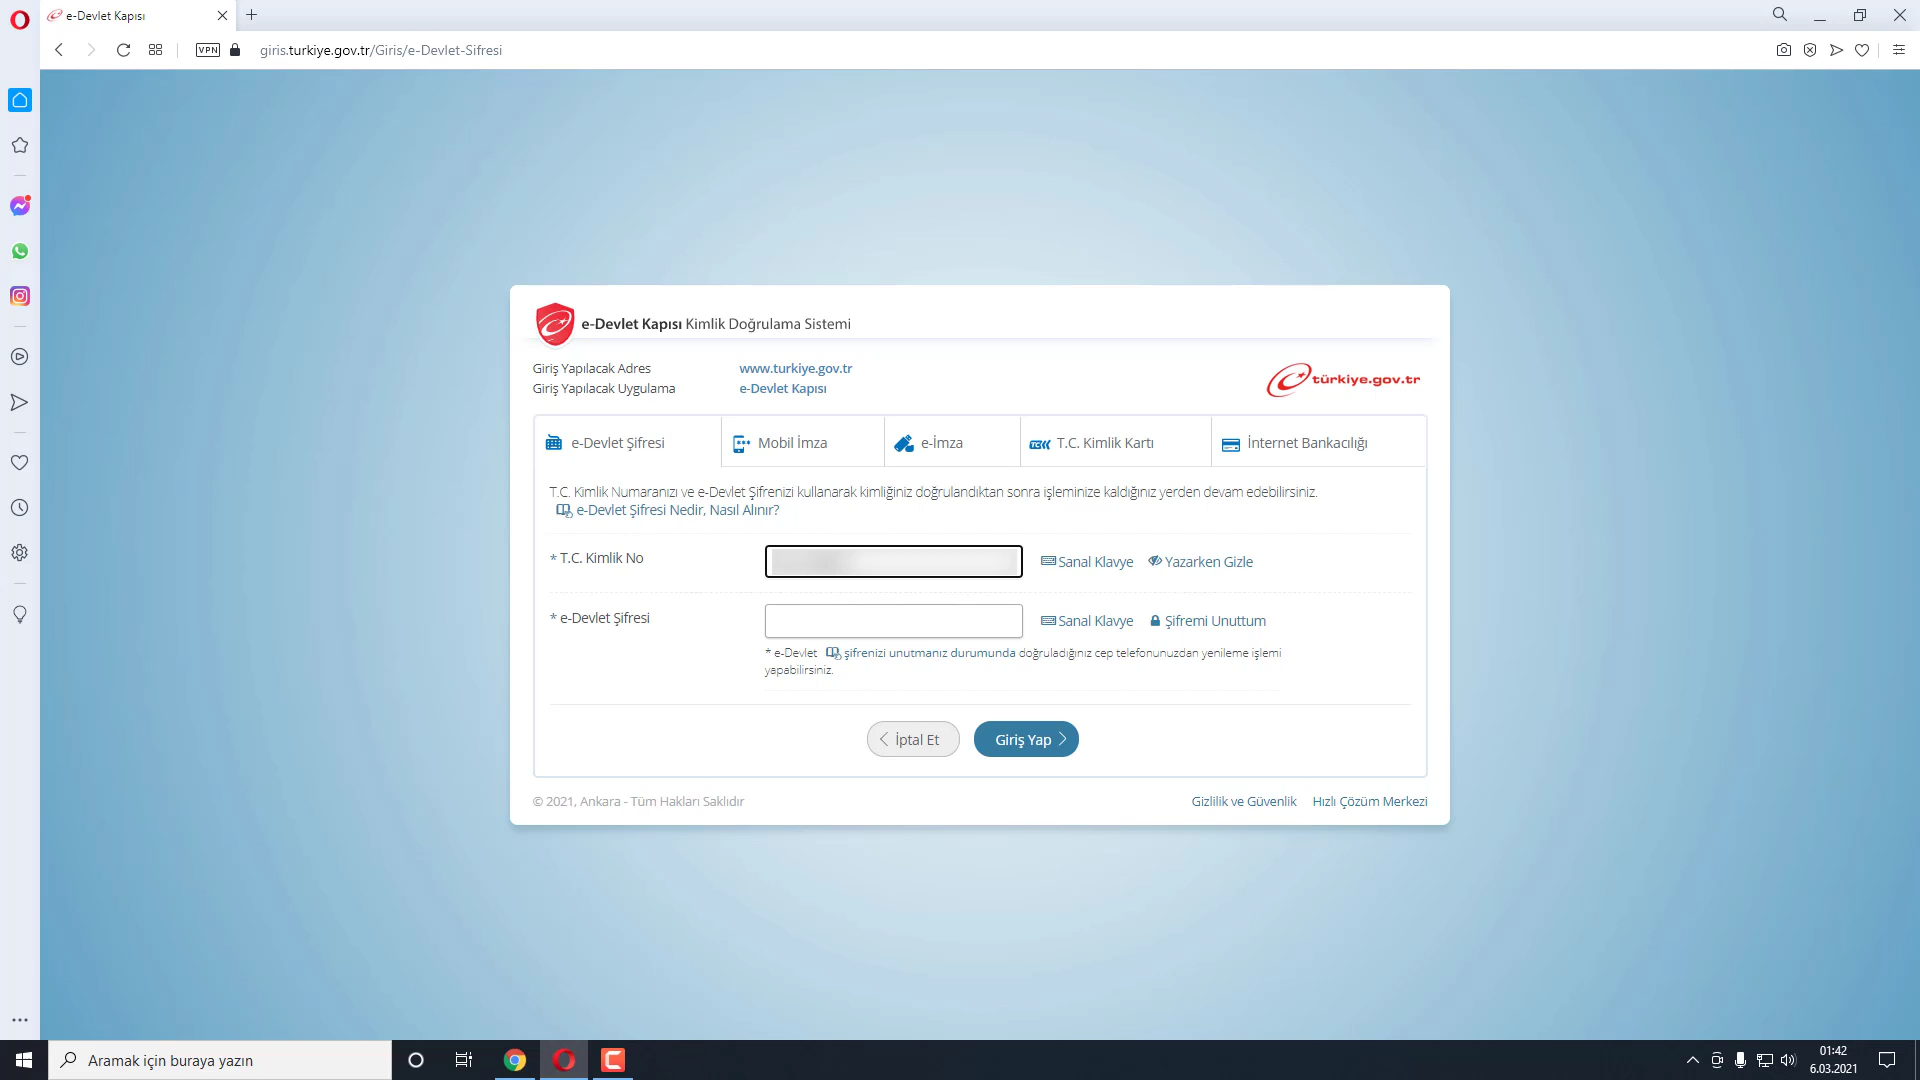 e-Devlet Kapısı
VPN
giris.turkiye.gov.tr/Giris/e-Devlet-Sifresi
e-Devlet Kapısı Kimlik Doğrulama Sistemi
Giriş Yapılacak Adres www.turkiye.gov.tr
Giriş Yapılacak Uygulama e-Devlet Kapısı
türkiye.gov.tr
e-Devlet Şifresi Mobil İmza e-İmza T.C. Kimlik Kartı İnternet Bankacılığı
T.C. Kimlik Numaranızı ve e-Devlet Şifrenizi kullanarak kimliğiniz doğrulandıktan sonra işleminize kaldığınız yerden devam edebilirsiniz.
e-Devlet Şifresi Nedir, Nasıl Alınır?
* T.C. Kimlik No Sanal Klavye Yazarken Gizle
* e-Devlet Şifresi Sanal Klavye Şifremi Unuttum
* e-Devlet şifrenizi unutmanız durumunda doğruladığınız cep telefonunuzdan yenileme işlemi
yapabilirsiniz.
İptal Et Giriş Yap
© 2021, Ankara - Tüm Hakları Saklıdır Gizlilik ve Güvenlik Hızlı Çözüm Merkezi
Aramak için buraya yazın
01:42
6.03.2021